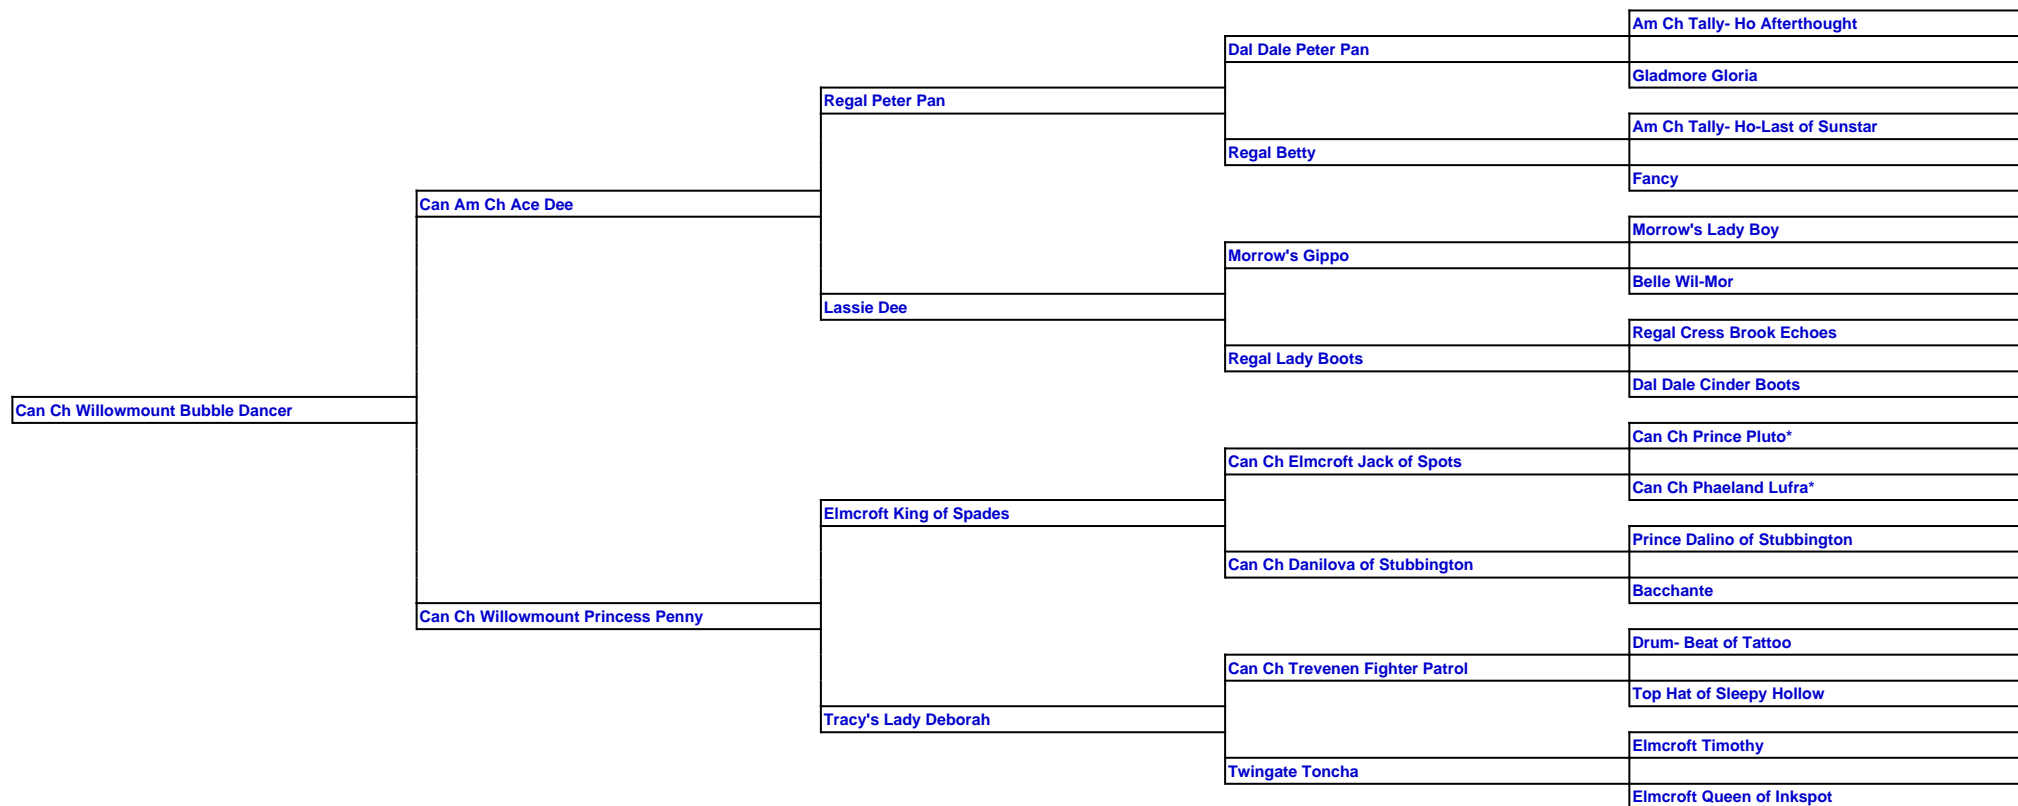 Am Ch Tally- Ho Afterthought
Dal Dale Peter Pan
Gladmore Gloria
Regal Peter Pan
Am Ch Tally- Ho-Last of Sunstar
Regal Betty
Fancy
Can Am Ch Ace Dee
Morrow's Lady Boy
Morrow's Gippo
Belle Wil-Mor
Lassie Dee
Regal Cress Brook Echoes
Regal Lady Boots
Dal Dale Cinder Boots
Can Ch Willowmount Bubble Dancer
Can Ch Prince Pluto*
Can Ch Elmcroft Jack of Spots
Can Ch Phaeland Lufra*
Elmcroft King of Spades
Prince Dalino of Stubbington
Can Ch Danilova of Stubbington
Bacchante
Can Ch Willowmount Princess Penny
Drum- Beat of Tattoo
Can Ch Trevenen Fighter Patrol
Top Hat of Sleepy Hollow
Tracy's Lady Deborah
Elmcroft Timothy
Twingate Toncha
Elmcroft Queen of Inkspot